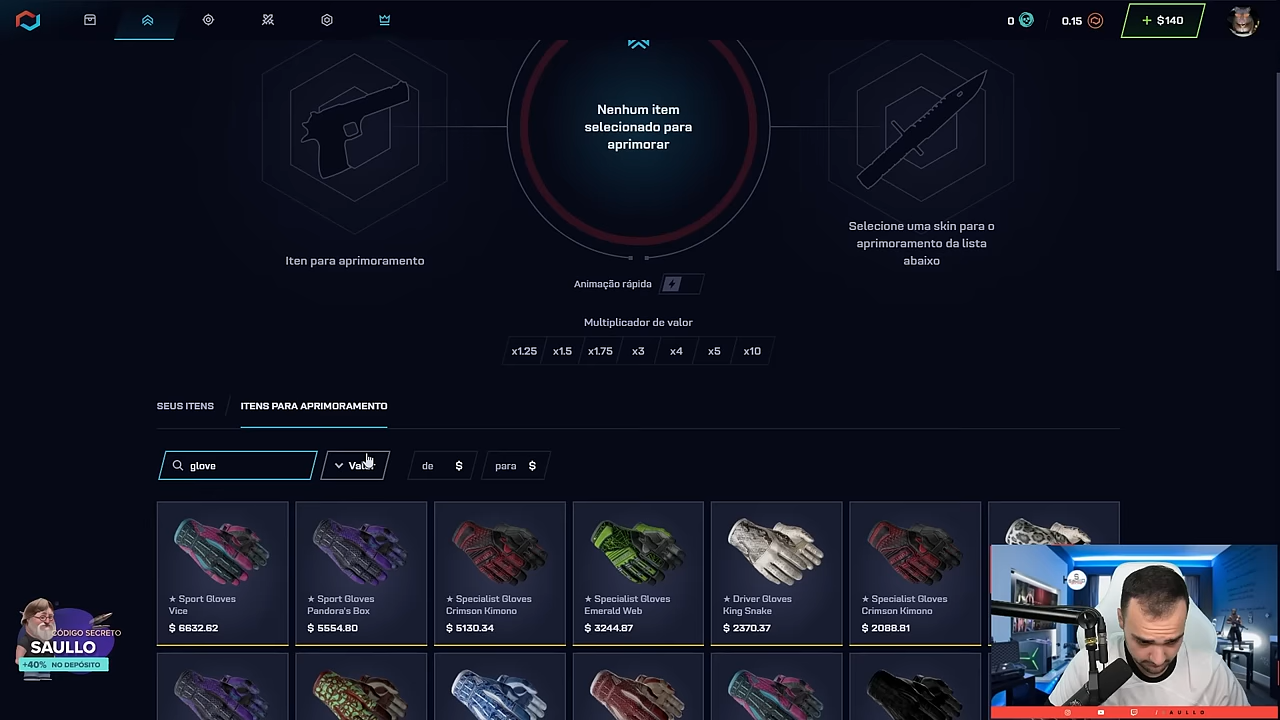 0
0.15
+ $140
Nenhum item
selecionado para
aprimorar
Iten para aprimoramento
Selecione uma skin para o
aprimoramento da lista
abaixo
Animação rápida
Multiplicador de valor
x1.25 x1.5 x1.75 x3 x4 x5 x10
SEUS ITENS / ITENS PARA APRIMORAMENTO
glove
de $
para $
★ Sport Gloves
Vice
$ 6632.62
★ Sport Gloves
Pandora's Box
$ 5554.80
★ Specialist Gloves
Crimson Kimono
$ 5130.34
★ Specialist Gloves
Emerald Web
$ 3244.87
★ Driver Gloves
King Snake
$ 2370.37
★ Specialist Gloves
Crimson Kimono
$ 2088.81
CÓDIGO SECRETO
SAULLO
+40% NO DEPÓSITO